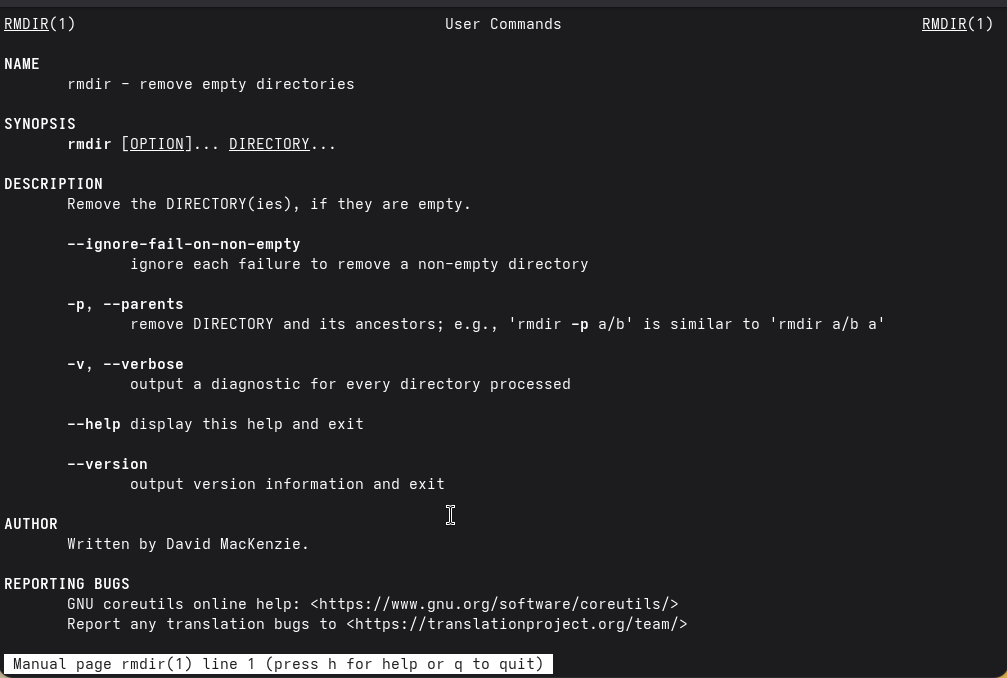 RMDIR(1) User Commands RMDIR(1)
NAME
rmdir - remove empty directories
SYNOPSIS
rmdir [OPTION]... DIRECTORY...
DESCRIPTION
Remove the DIRECTORY(ies), if they are empty.
--ignore-fail-on-non-empty
ignore each failure to remove a non-empty directory
-p, --parents
remove DIRECTORY and its ancestors; e.g., 'rmdir -p a/b' is similar to 'rmdir a/b a'
-v, --verbose
output a diagnostic for every directory processed
--help display this help and exit
--version
output version information and exit
AUTHOR
Written by David MacKenzie.
REPORTING BUGS
GNU coreutils online help: <https://www.gnu.org/software/coreutils/>
Report any translation bugs to <https://translationproject.org/team/>
Manual page rmdir(1) line 1 (press h for help or q to quit)